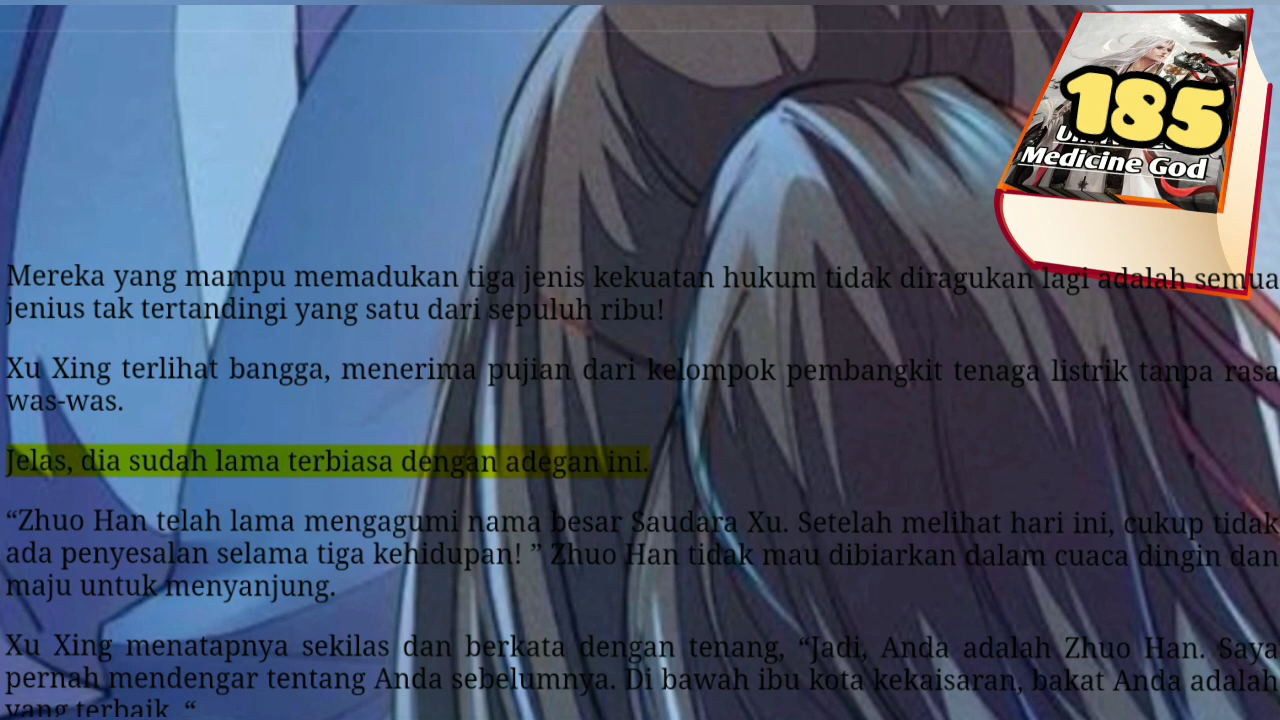 185
Medicine God
Mereka yang mampu memadukan tiga jenis kekuatan hukum tidak diragukan lagi adalah semua
jenius tak tertandingi yang satu dari sepuluh ribu!
Xu Xing terlihat bangga, menerima pujian dari kelompok pembangkit tenaga listrik tanpa rasa
was-was.
Jelas, dia sudah lama terbiasa dengan adegan ini.
“Zhuo Han telah lama mengagumi nama besar Saudara Xu. Setelah melihat hari ini, cukup tidak
ada penyesalan selama tiga kehidupan! ” Zhuo Han tidak mau dibiarkan dalam cuaca dingin dan
maju untuk menyanjung.
Xu Xing menatapnya sekilas dan berkata dengan tenang, “Jadi, Anda adalah Zhuo Han. Saya
pernah mendengar tentang Anda sebelumnya. Di bawah ibu kota kekaisaran, bakat Anda adalah
yang terbaik. “